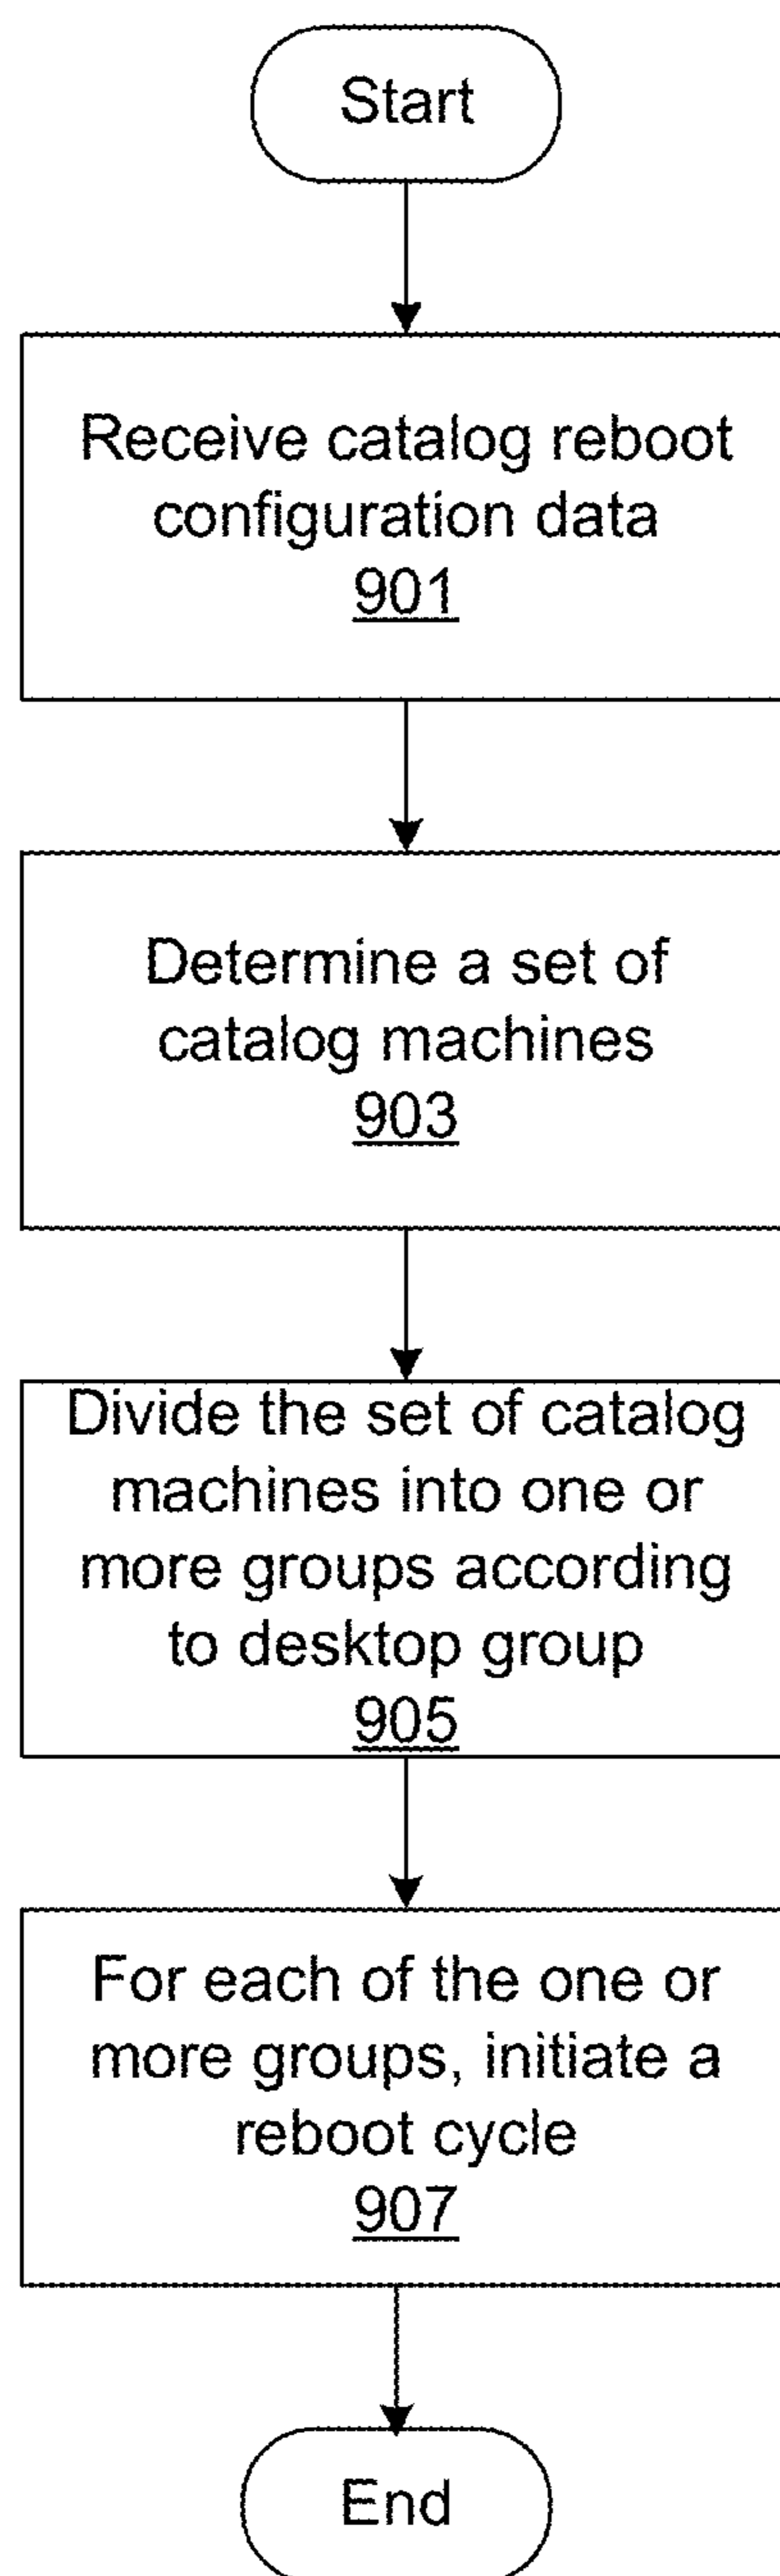 Start
Receive catalog reboot
configuration data
901
Determine a set of
catalog machines
903
Divide the set of catalog
machines into one or
more groups according
to desktop group
905
For each of the one or
more groups, initiate a
reboot cycle
907
End